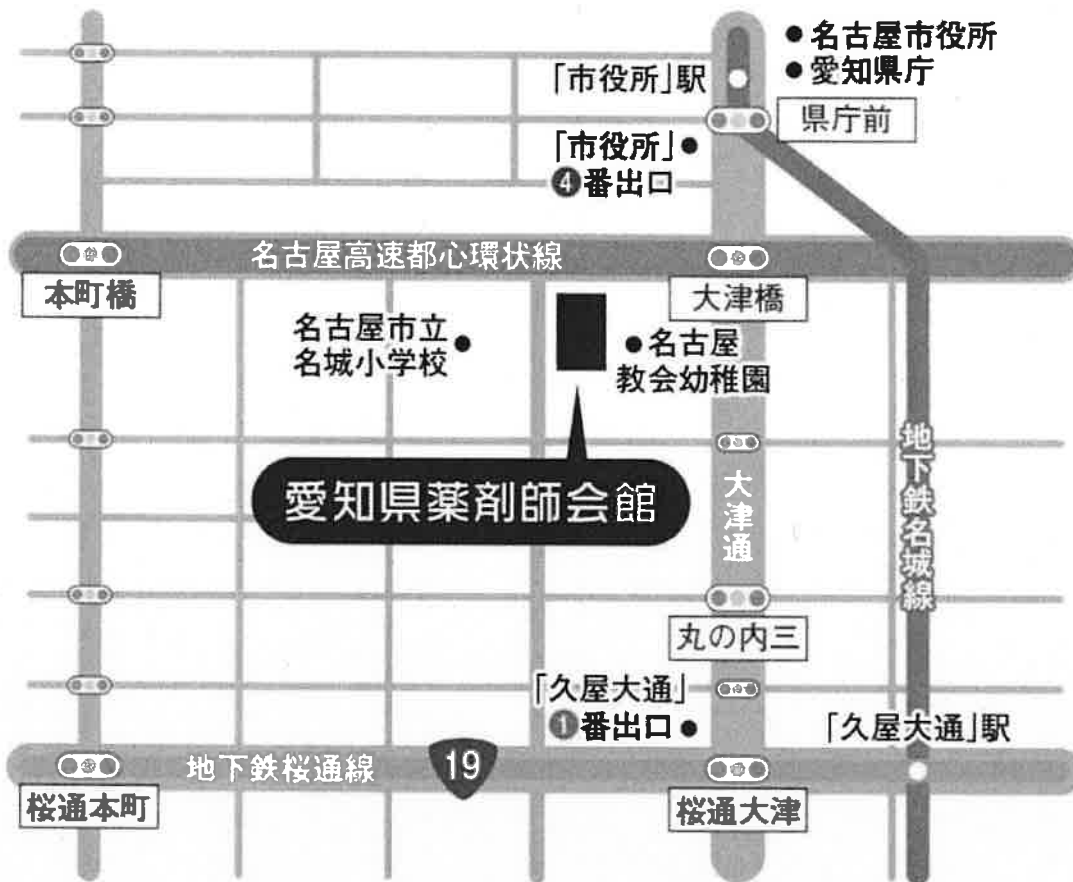 ●名古屋市役所
●愛知県庁
「市役所」駅
県庁前
「市役所」●
❹番出口
名古屋高速都心環状線
本町橋
大津橋
名古屋市立
名城小学校●
●名古屋
教会幼稚園
愛知県薬剤師会館
大津通
地下鉄名城線
丸の内三
「久屋大通」
❶番出口●
「久屋大通」駅
地下鉄桜通線
19
桜通本町
桜通大津